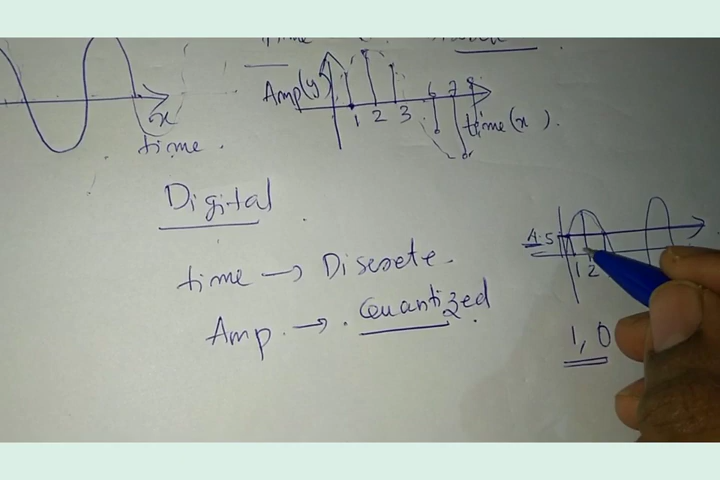 Amp(y)
1 2 3 6 7 8
time (x).
x
time.
Digital
time → Discrete.
Amp. → Quantized.
4.5
1 2
1, 0